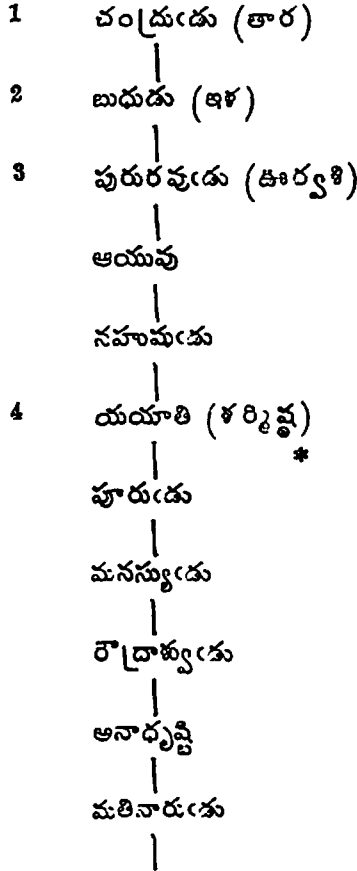 1 చంద్రుఁడు (తార)
2 బుధుడు (ఇళ)
3 పురురవుఁడు (ఊర్వశి)
ఆయువు
నహుషుఁడు
4 యయాతి (శర్మిష్ఠ)
*
పూరుఁడు
మనస్యుఁడు
రౌద్రాశ్వుఁడు
అనాధృష్టి
మతినారుఁడు